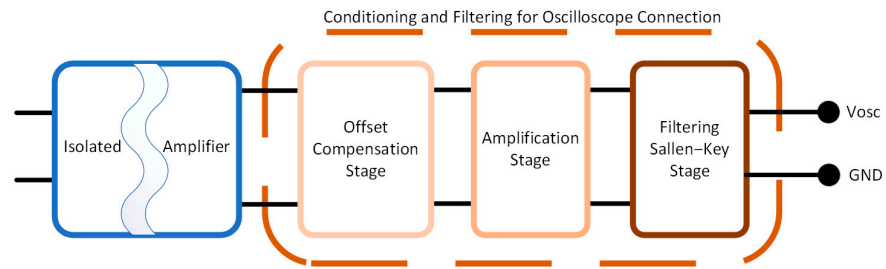 Conditioning and Filtering for Oscilloscope Connection
Isolated
Amplifier
Offset
Compensation
Stage
Amplification
Stage
Filtering
Sallen–Key
Stage
Vosc
GND